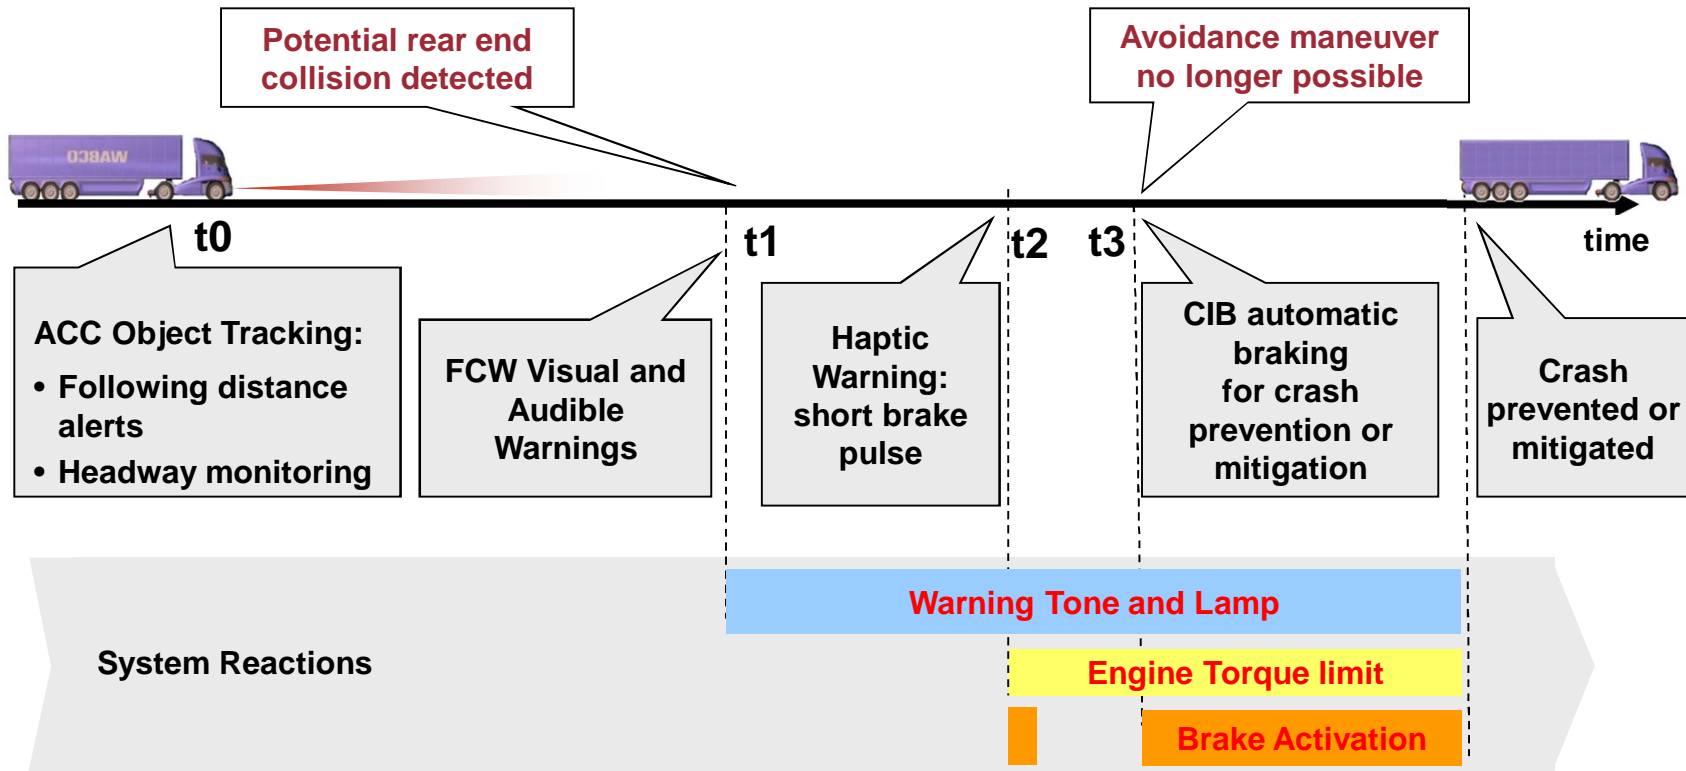 Potential rear end
collision detected
Avoidance maneuver
no longer possible
WABCO
t0
t1
t2
t3
time
ACC Object Tracking:
• Following distance
alerts
• Headway monitoring
FCW Visual and
Audible
Warnings
Haptic
Warning:
short brake
pulse
CIB automatic
braking
for crash
prevention or
mitigation
Crash
prevented or
mitigated
System Reactions
Warning Tone and Lamp
Engine Torque limit
Brake Activation